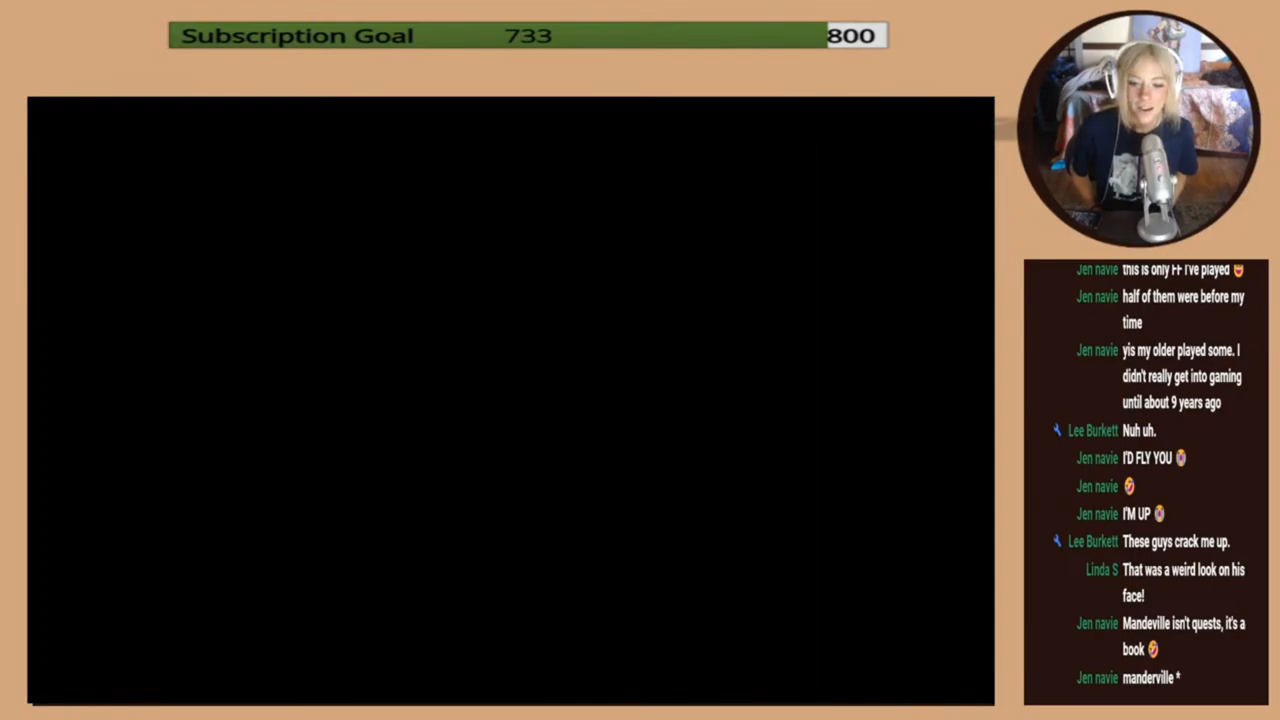 Subscription Goal 733 800
Jen navie this is only FF I've played
Jen navie half of them were before my
time
Jen navie yis my older played some. I
didn't really get into gaming
until about 9 years ago
Lee Burkett Nuh uh.
Jen navie I'D FLY YOU
Jen navie
Jen navie I'M UP
Lee Burkett These guys crack me up.
Linda S That was a weird look on his
face!
Jen navie Mandeville isn't quests, it's a
book
Jen navie manderville *